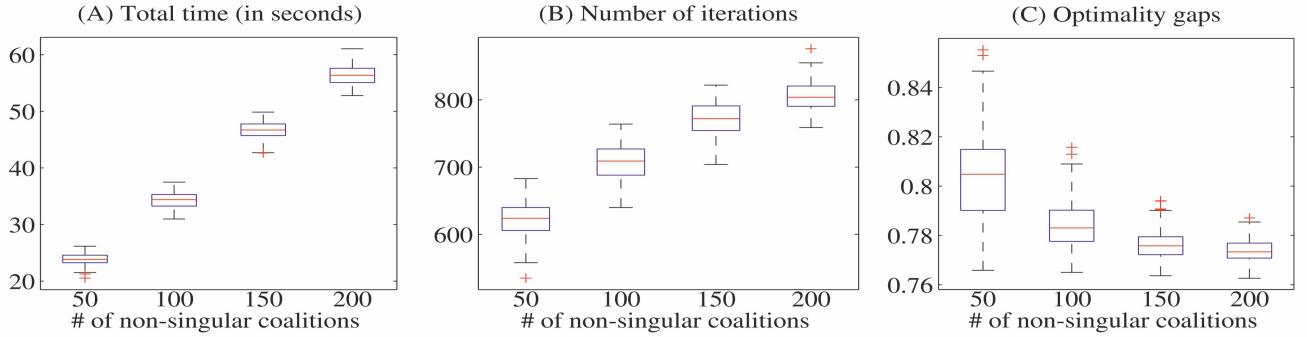 (A) Total time (in seconds)
60
50
40
30
20
50 100 150 200
# of non-singular coalitions
(B) Number of iterations
800
700
600
50 100 150 200
# of non-singular coalitions
(C) Optimality gaps
0.84
0.82
0.8
0.78
0.76
50 100 150 200
# of non-singular coalitions